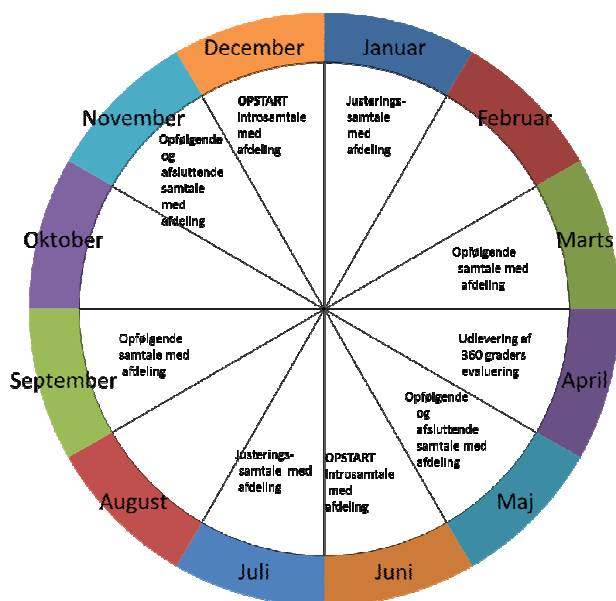 December
Januar
Februar
Marts
April
Maj
Juni
Juli
August
September
Oktober
November
OPSTART
Introsamtale
med
afdeling
Justerings-
samtale
med
afdeling
Opfølgende
samtale med
afdeling
Udlevering af
360 graders
evaluering
Opfølgende
og
afsluttende
samtale med
afdeling
OPSTART
Introsamtale
med
afdeling
Justerings-
samtale med
afdeling
Opfølgende
samtale med
afdeling
Opfølgende
og
afsluttende
samtale
med
afdeling